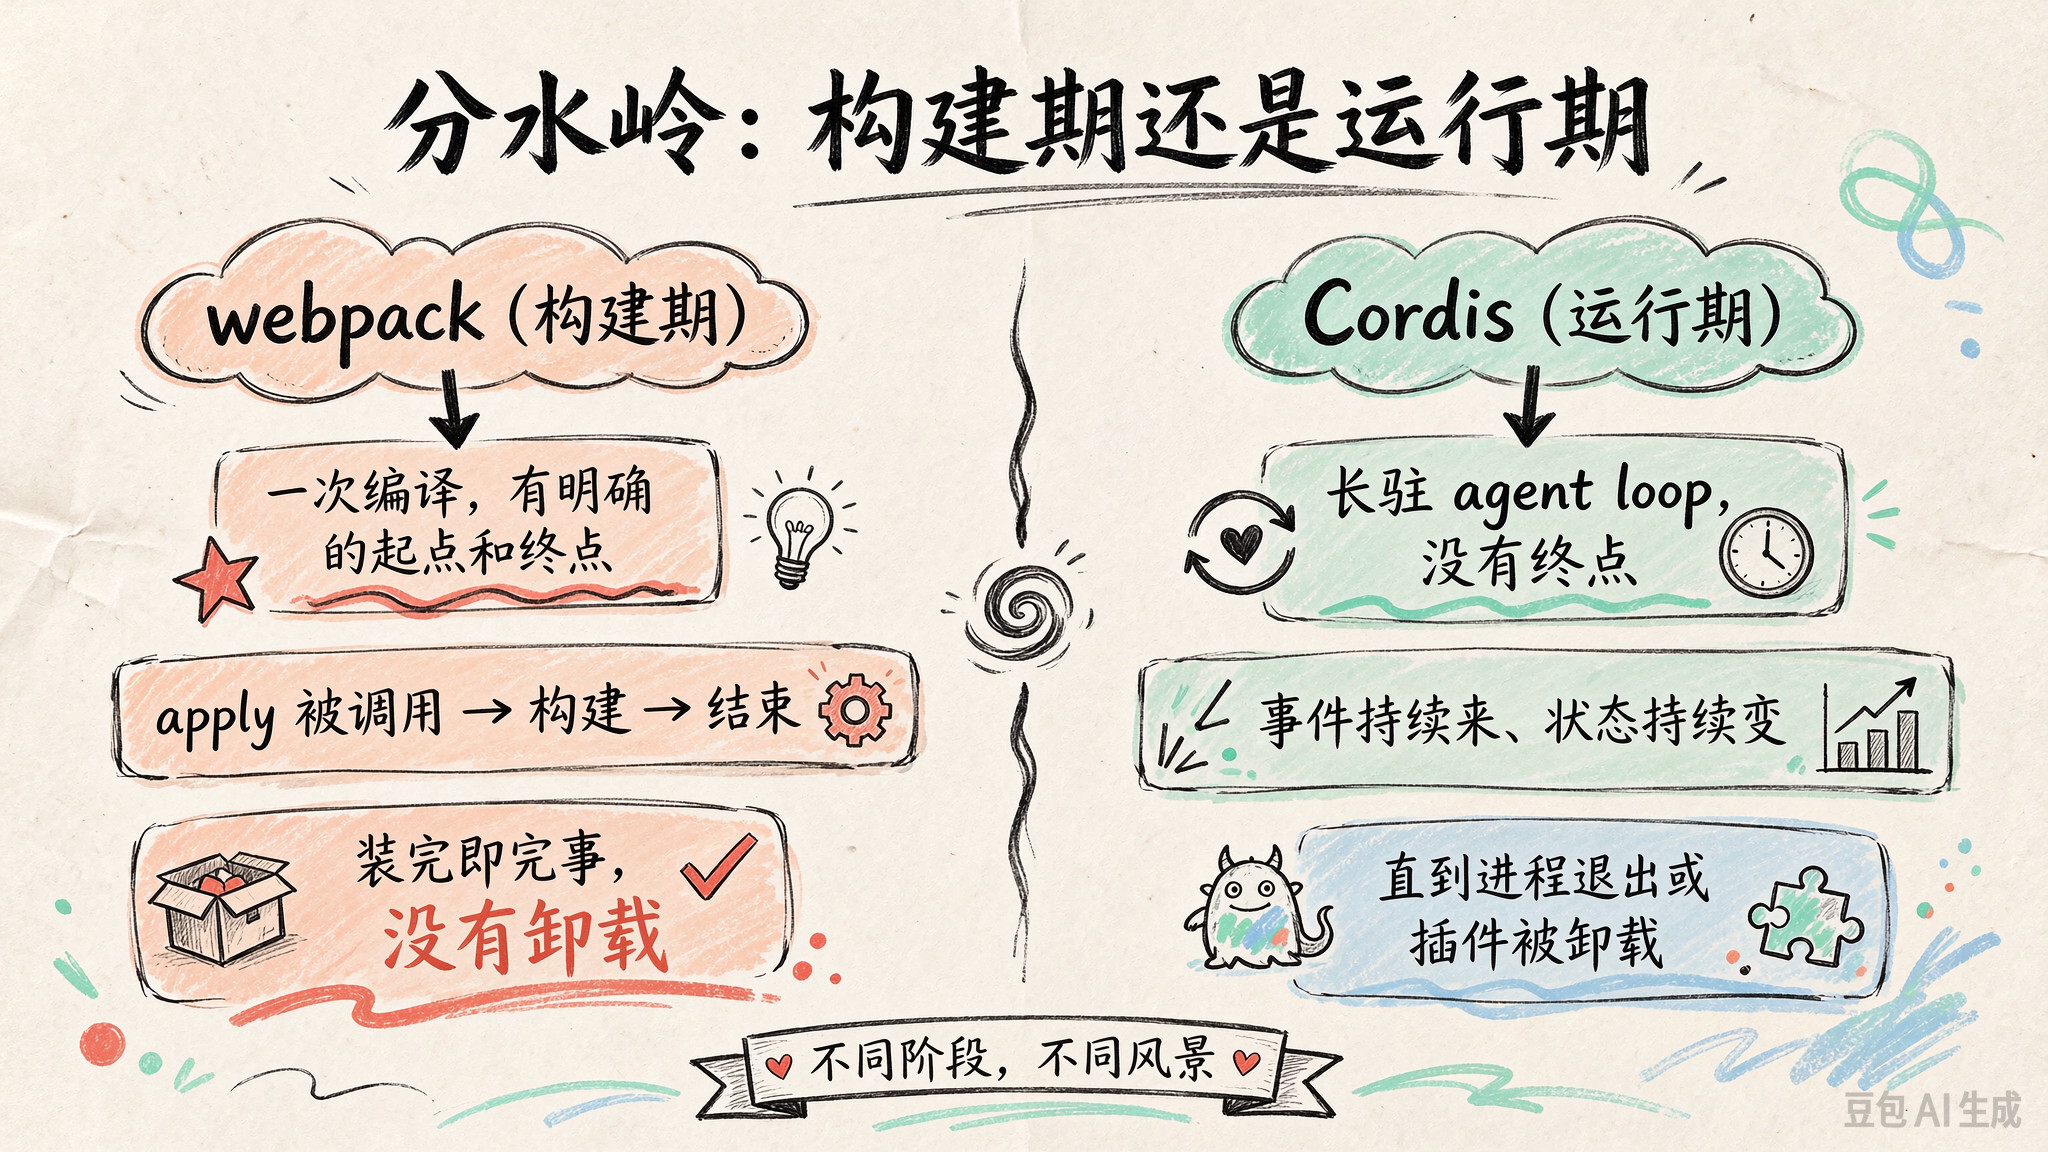 分水岭：构建期还是运行期
webpack（构建期）
一次编译，有明确
的起点和终点
apply 被调用 → 构建 → 结束
装完即完事，
没有卸载
Cordis（运行期）
长驻 agent loop，
没有终点
事件持续来、状态持续变
直到进程退出或
插件被卸载
不同阶段，不同风景
豆包AI生成